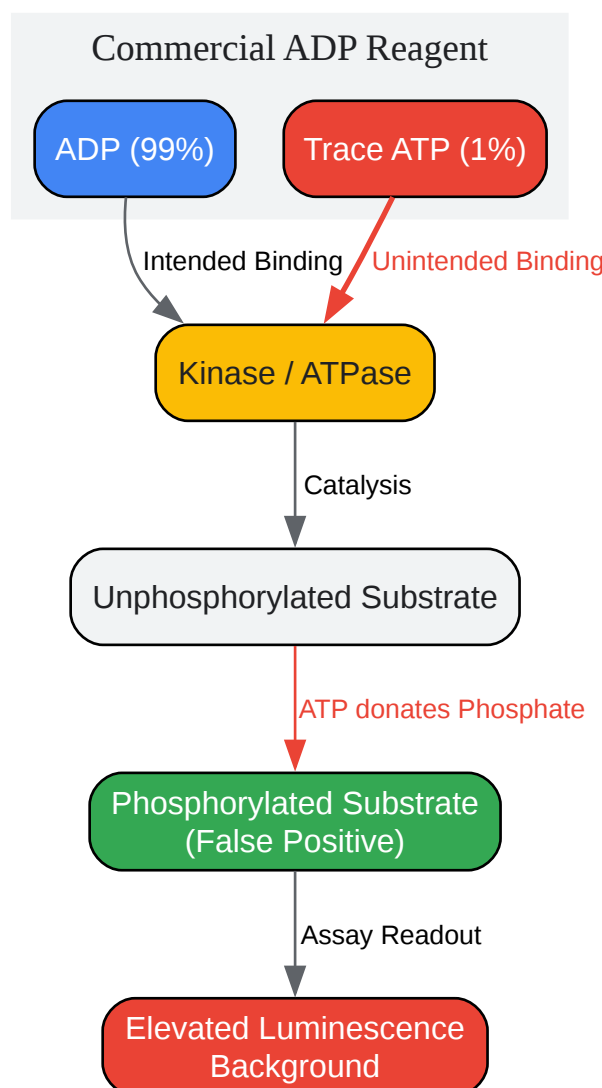 Commercial ADP Reagent
ADP (99%)
Trace ATP (1%)
Intended Binding
Unintended Binding
Kinase / ATPase
Catalysis
Unphosphorylated Substrate
ATP donates Phosphate
Phosphorylated Substrate
(False Positive)
Assay Readout
Elevated Luminescence
Background